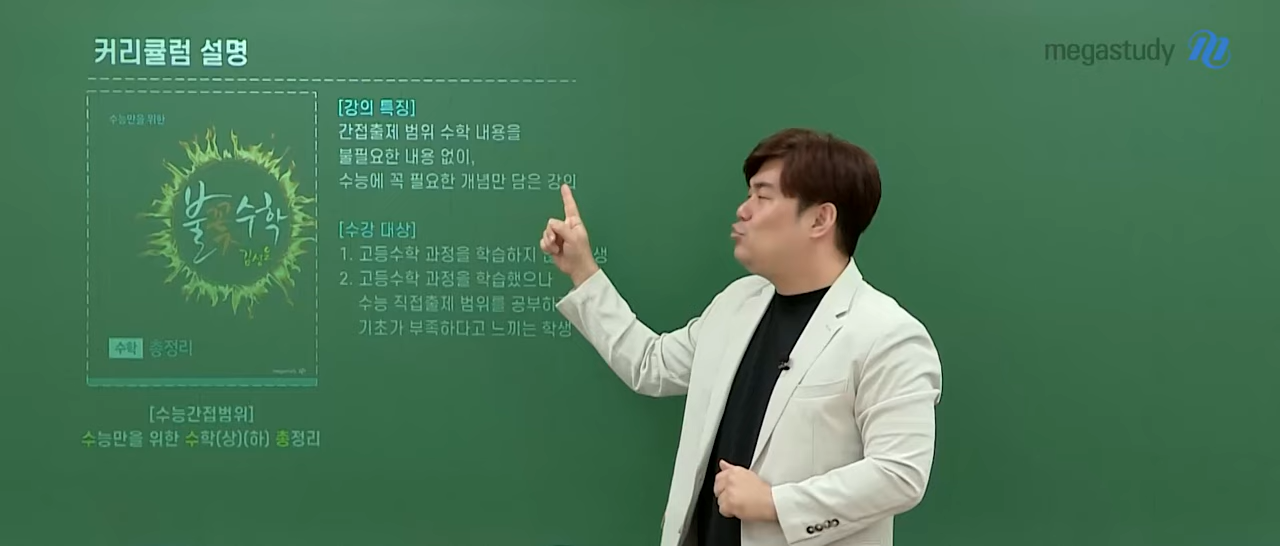 커리큘럼 설명
megastudy
수능만을 위한
불꽃수학
수학 총정리
megastudy
[수능간접범위]
수능만을 위한 수학(상)(하) 총정리
[강의 특징]
간접출제 범위 수학 내용을
불필요한 내용 없이,
수능에 꼭 필요한 개념만 담은 강의
[수강 대상]
1. 고등수학 과정을 학습하지
2. 고등수학 과정을 학습했으나
수능 직접출제 범위를
기초가 부족하다고 느끼는 학생